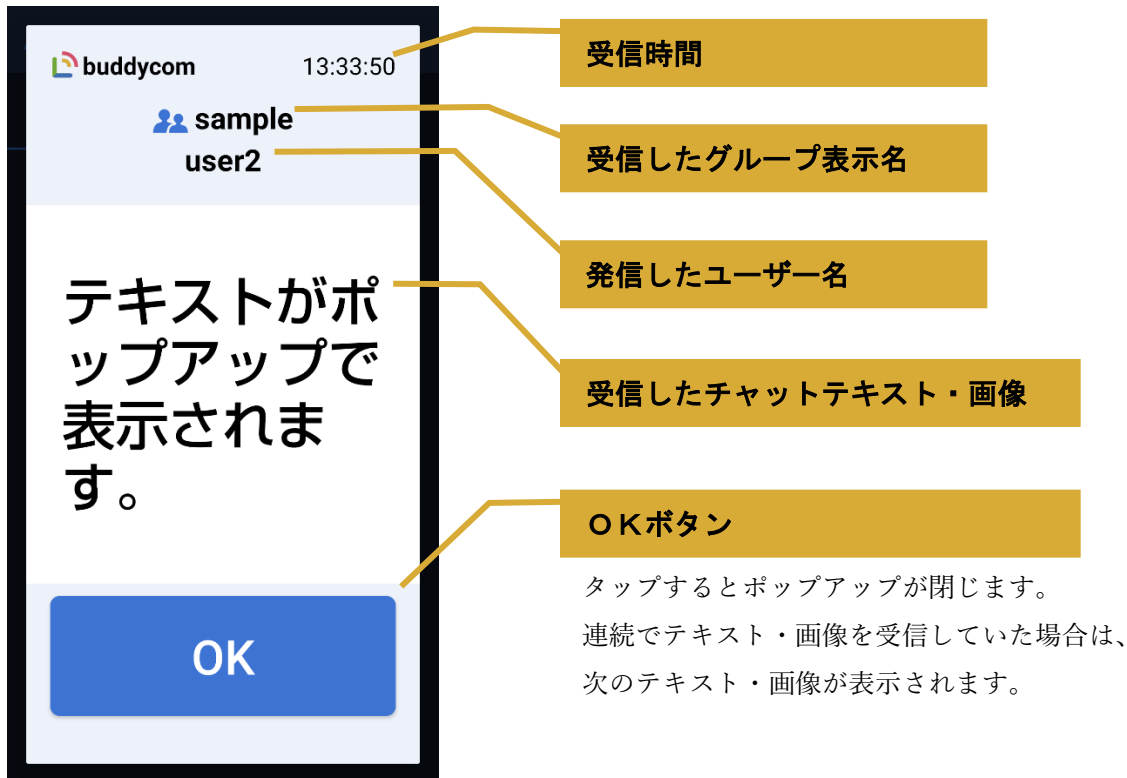 buddycom 13:33:50
sample
user2
テキストがポ
ップアップで
表示されま
す。
OK
受信時間
受信したグループ表示名
発信したユーザー名
受信したチャットテキスト・画像
ＯＫボタン
タップするとポップアップが閉じます。
連続でテキスト・画像を受信していた場合は、
次のテキスト・画像が表示されます。